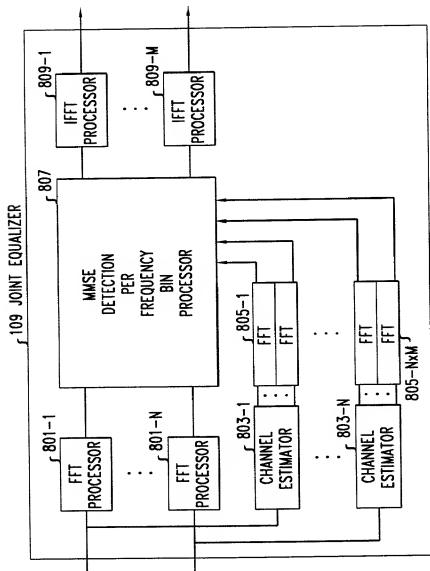 109 JOINT EQUALIZER
801-1
FFT
PROCESSOR
801-N
FFT
PROCESSOR
807
MMSE
DETECTION
PER
FREQUENCY
BIN
PROCESSOR
809-1
IFFT
PROCESSOR
809-M
IFFT
PROCESSOR
803-1
CHANNEL
ESTIMATOR
805-1
FFT
FFT
803-N
CHANNEL
ESTIMATOR
FFT
FFT
805-NxM